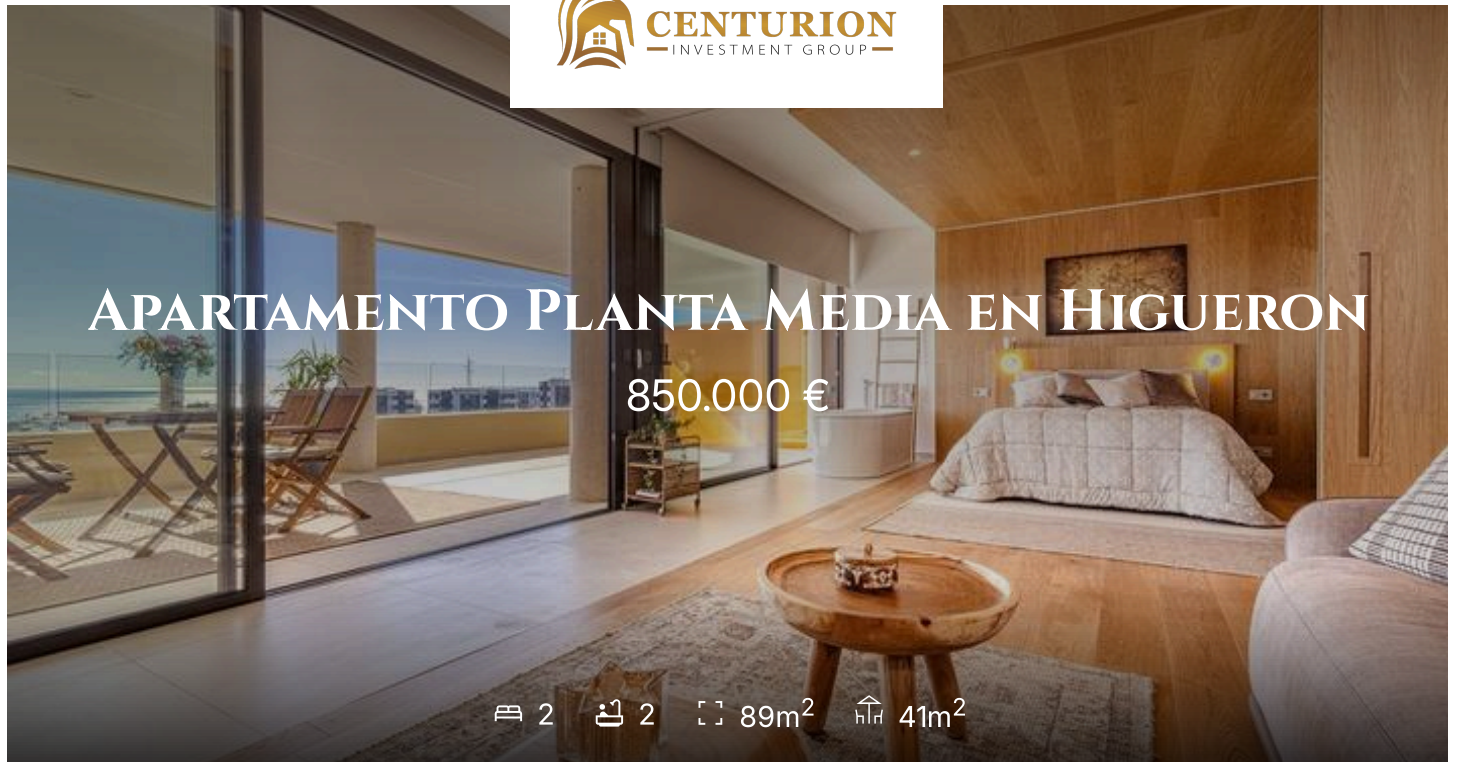 CENTURION
INVESTMENT GROUP
Apartamento Planta Media en Higueron
850.000 €
2 2 89m² 41m²